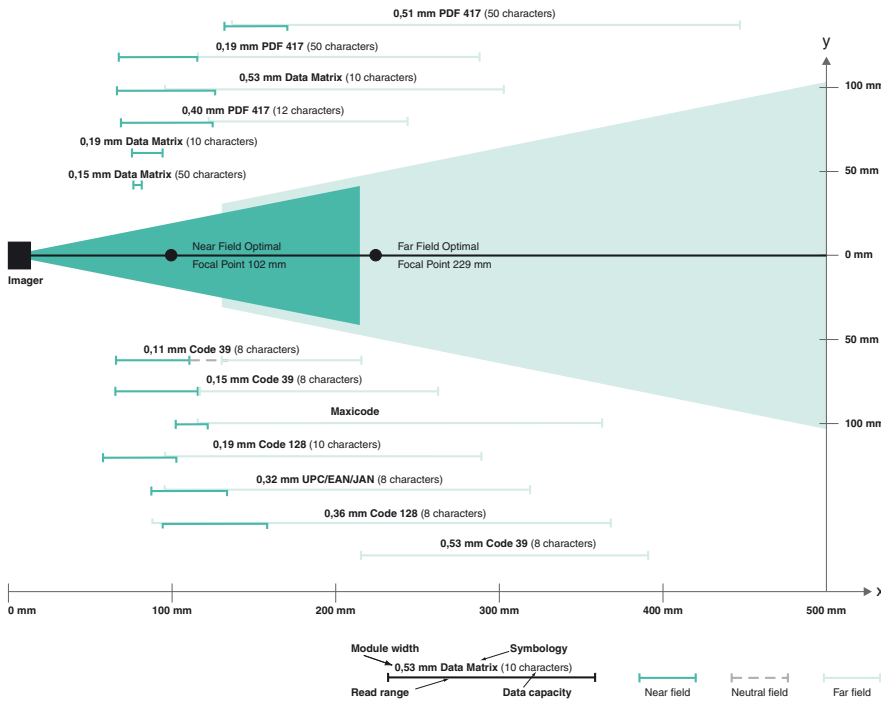 0,51 mm PDF 417 (50 characters)
0,19 mm PDF 417 (50 characters)
0,53 mm Data Matrix (10 characters)
0,40 mm PDF 417 (12 characters)
0,19 mm Data Matrix (10 characters)
0,15 mm Data Matrix (50 characters)
y
100 mm
50 mm
0 mm
50 mm
100 mm
Near Field Optimal
Focal Point 102 mm
Far Field Optimal
Focal Point 229 mm
Imager
0,11 mm Code 39 (8 characters)
0,15 mm Code 39 (8 characters)
Maxicode
0,19 mm Code 128 (10 characters)
0,32 mm UPC/EAN/JAN (8 characters)
0,36 mm Code 128 (8 characters)
0,53 mm Code 39 (8 characters)
x
0 mm
100 mm
200 mm
300 mm
400 mm
500 mm
Module width
Symbology
0,53 mm Data Matrix (10 characters)
Read range
Data capacity
Near field
Neutral field
Far field